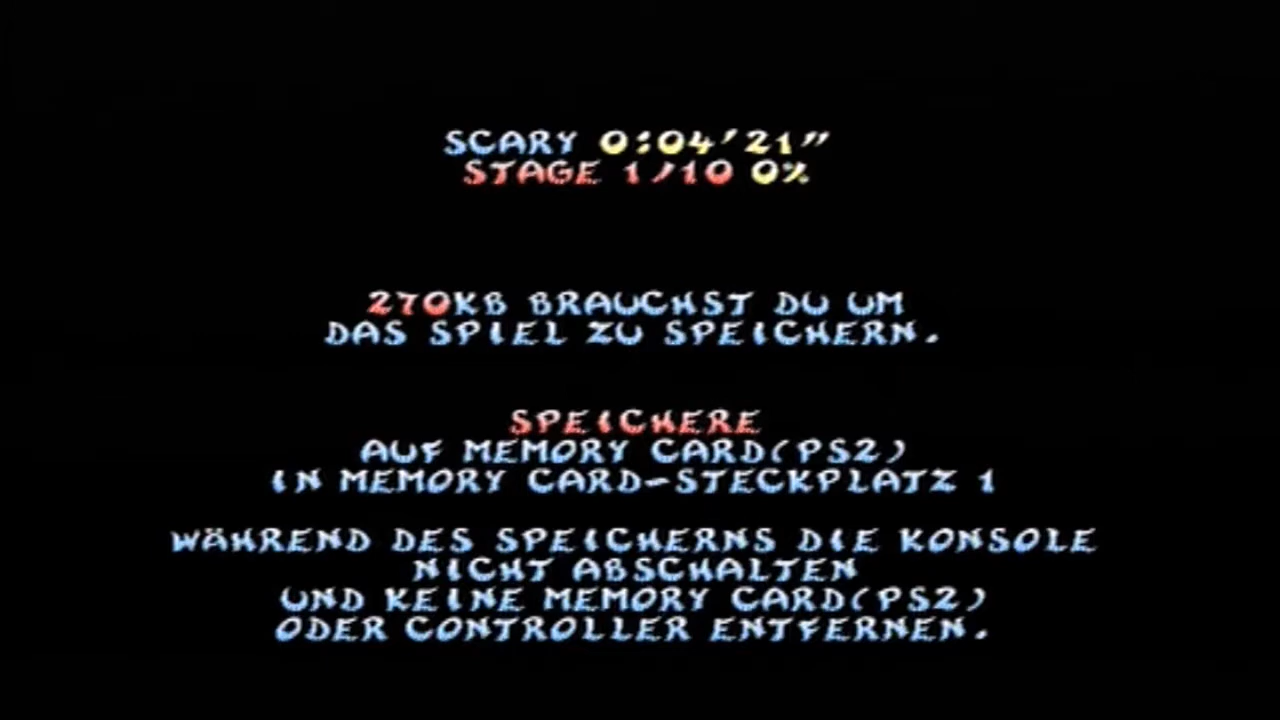 SCARY 0:04'21"
STAGE 1/10 0%
270KB BRAUCHST DU UM
DAS SPIEL ZU SPEICHERN.
SPEICHERE
AUF MEMORY CARD(PS2)
IN MEMORY CARD-STECKPLATZ 1
WÄHREND DES SPEICHERNS DIE KONSOLE
NICHT ABSCHALTEN
UND KEINE MEMORY CARD(PS2)
ODER CONTROLLER ENTFERNEN.